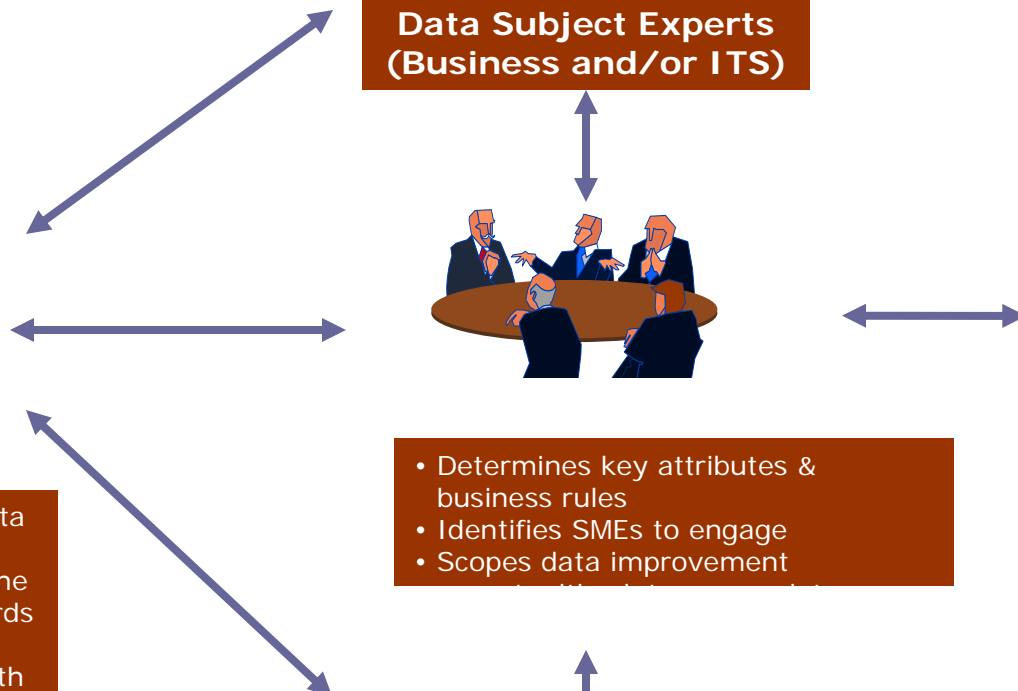 Data Subject Experts
(Business and/or ITS)
• Determines key attributes &
business rules
• Identifies SMEs to engage
• Scopes data improvement